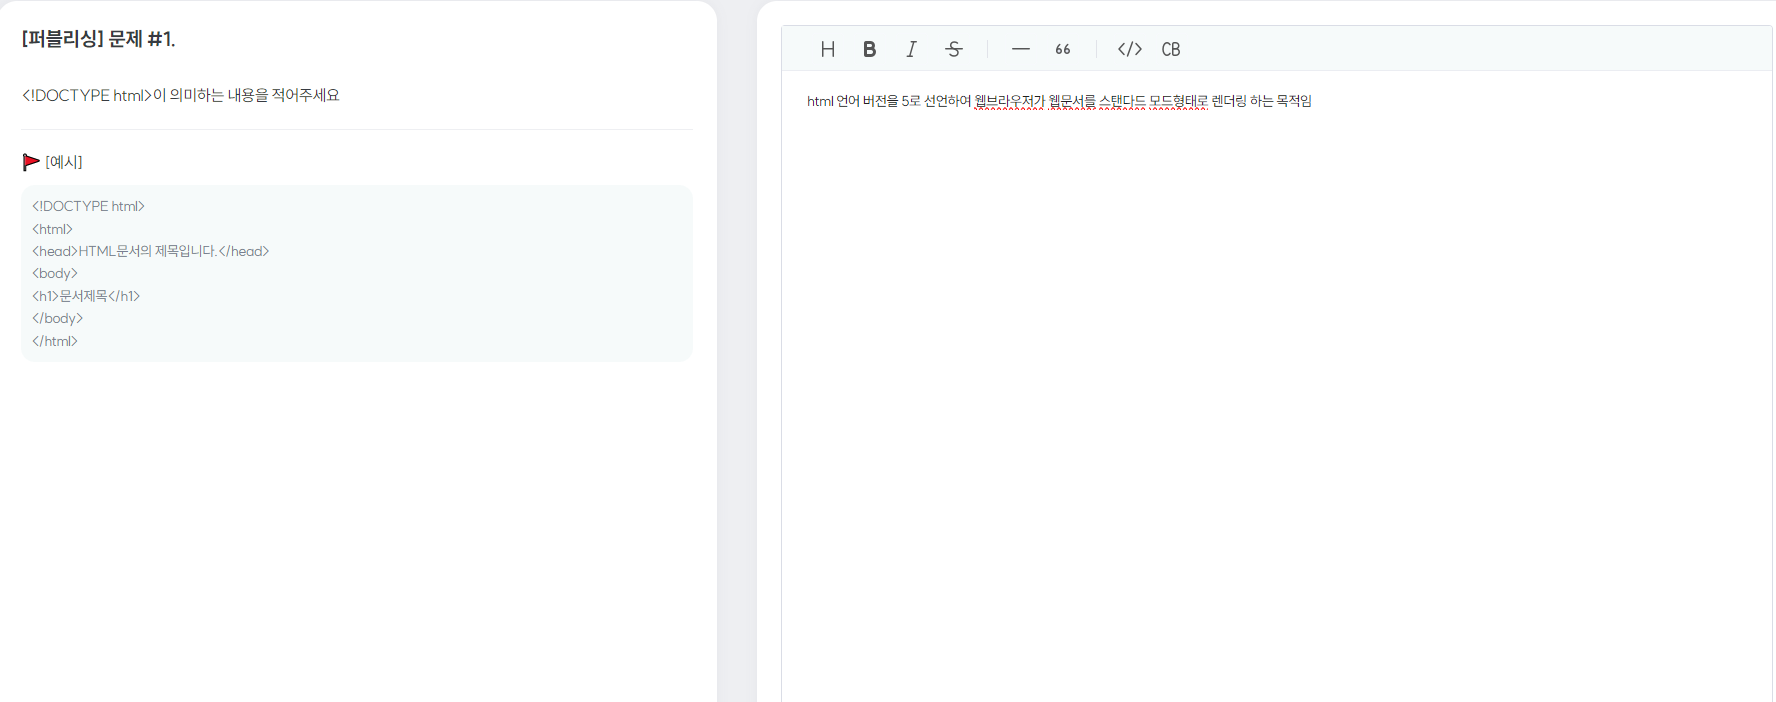 [퍼블리싱] 문제 #1.
<!DOCTYPE html>이 의미하는 내용을 적어주세요
[예시]
<!DOCTYPE html>
<html>
<head>HTML문서의 제목입니다.</head>
<body>
<h1>문서제목</h1>
</body>
</html>
H B I S — 66 </> CB
html 언어 버전을 5로 선언하여 웹브라우저가 웹문서를 스탠다드 모드형태로 렌더링 하는 목적임